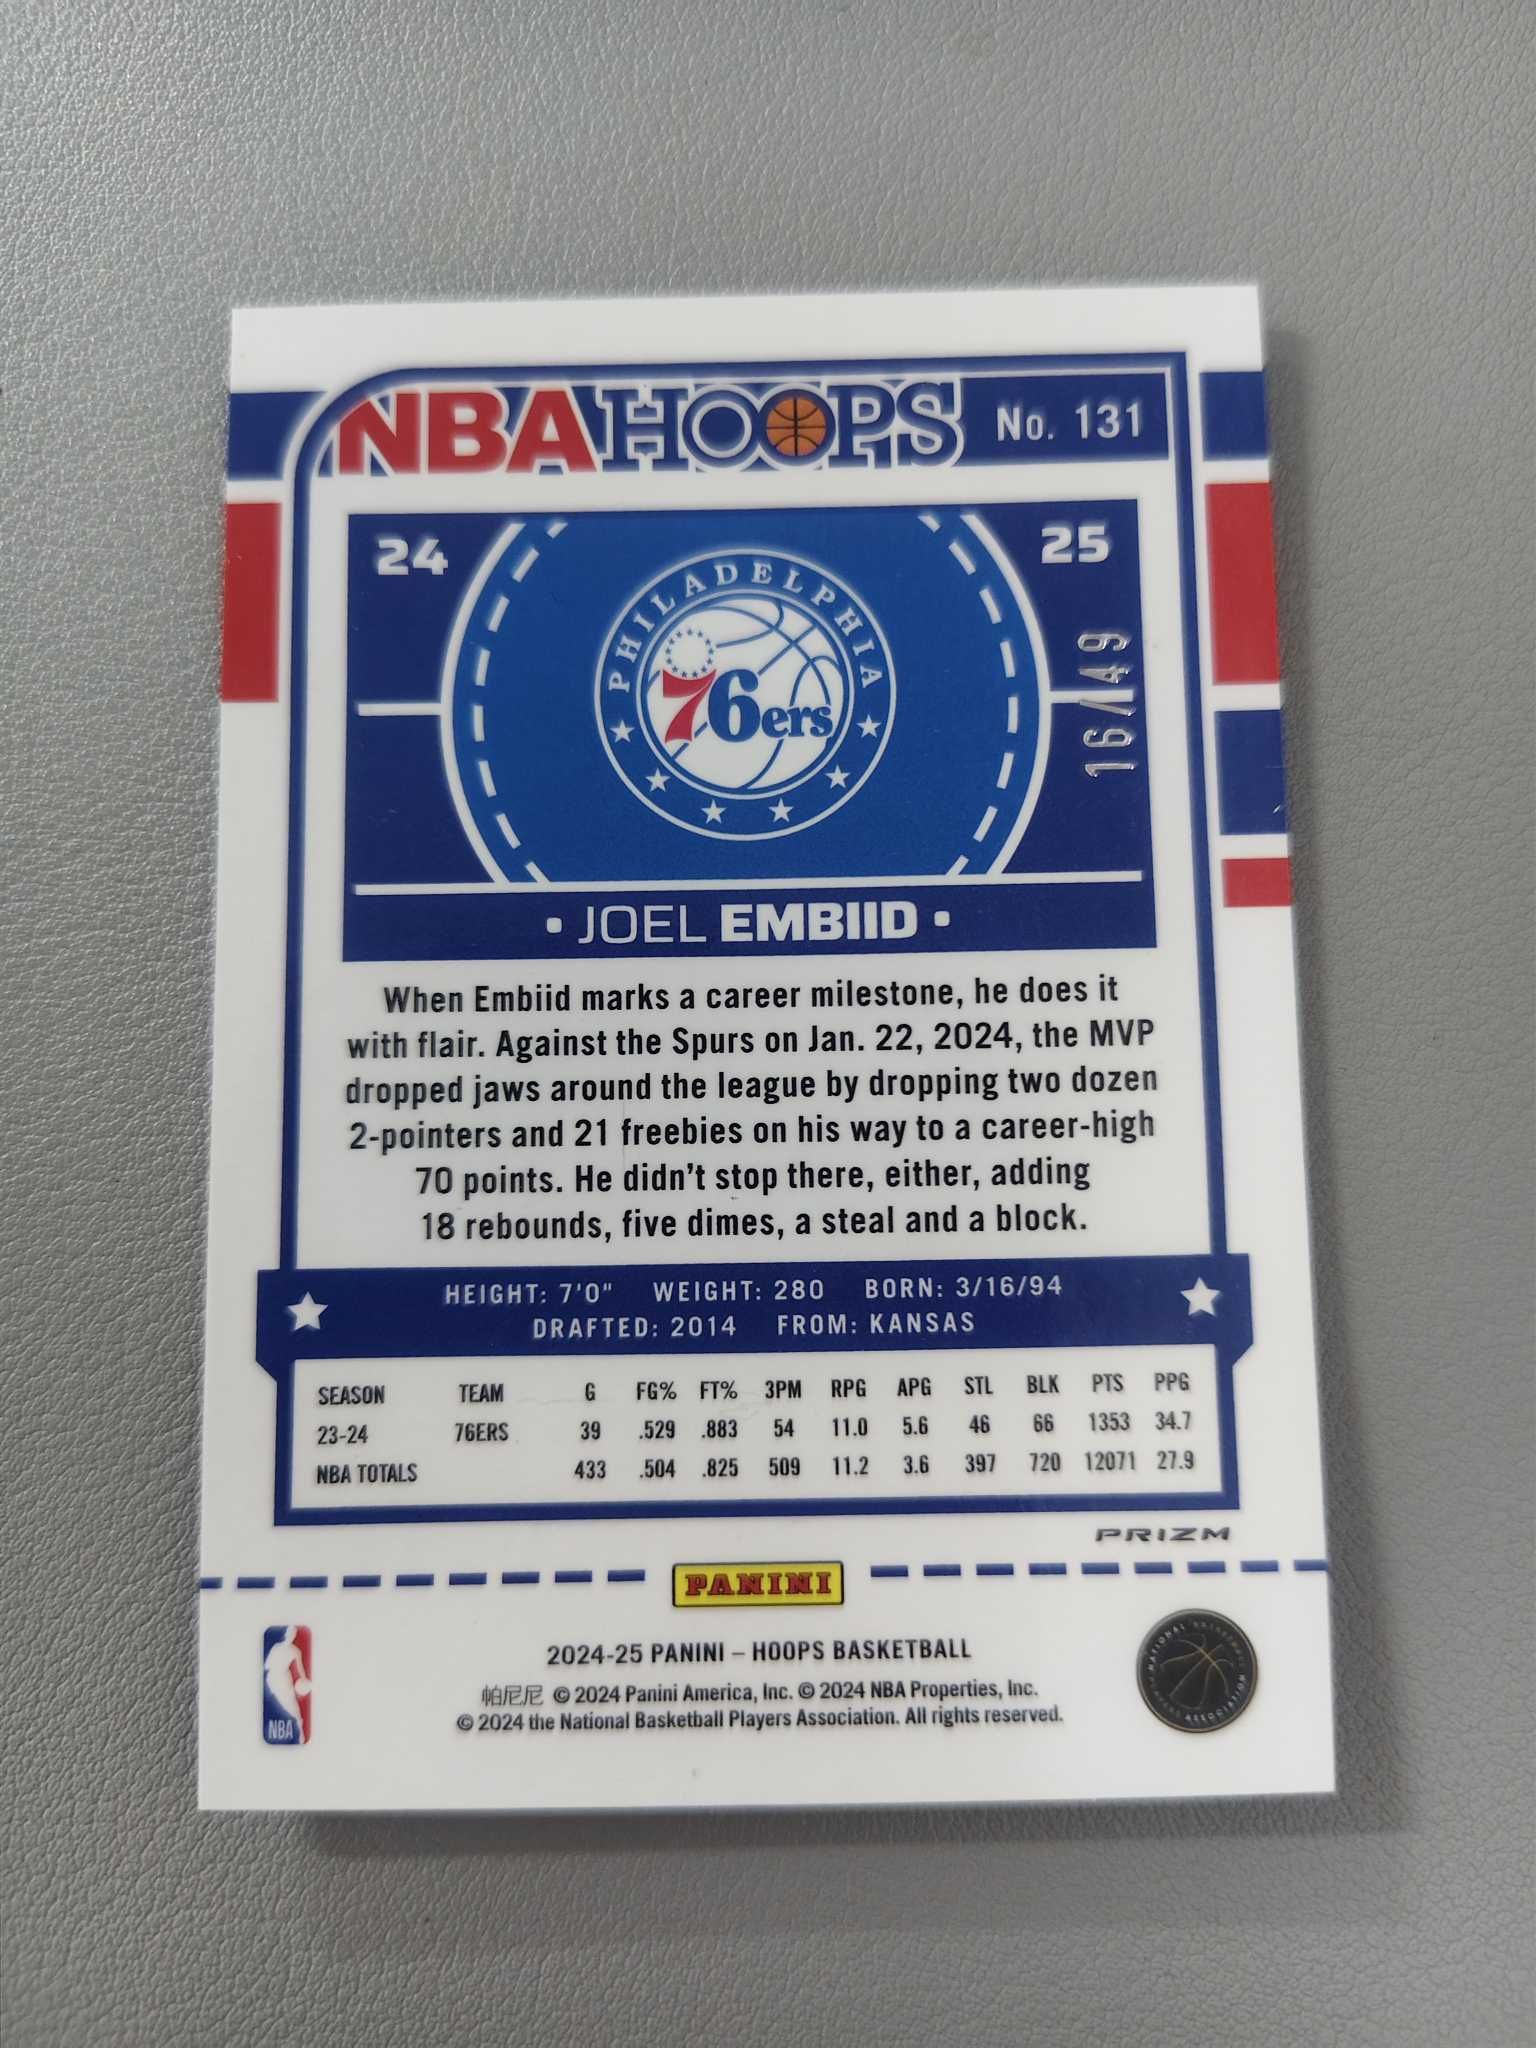 NBA HOOPS No. 131
24 25
PHILADELPHIA
76ers
16/49
• JOEL EMBIID •
When Embiid marks a career milestone, he does it
with flair. Against the Spurs on Jan. 22, 2024, the MVP
dropped jaws around the league by dropping two dozen
2-pointers and 21 freebies on his way to a career-high
70 points. He didn't stop there, either, adding
18 rebounds, five dimes, a steal and a block.
HEIGHT: 7'0" WEIGHT: 280 BORN: 3/16/94
DRAFTED: 2014 FROM: KANSAS
SEASON TEAM G FG% FT% 3PM RPG APG STL BLK PTS PPG
23-24 76ERS 39 .529 .883 54 11.0 5.6 46 66 1353 34.7
NBA TOTALS 433 .504 .825 509 11.2 3.6 397 720 12071 27.9
PRIZM
PANINI
2024-25 PANINI – HOOPS BASKETBALL
帕尼尼 © 2024 Panini America, Inc. © 2024 NBA Properties, Inc.
© 2024 the National Basketball Players Association. All rights reserved.
NBA
NATIONAL BASKETBALL PLAYERS ASSOCIATION